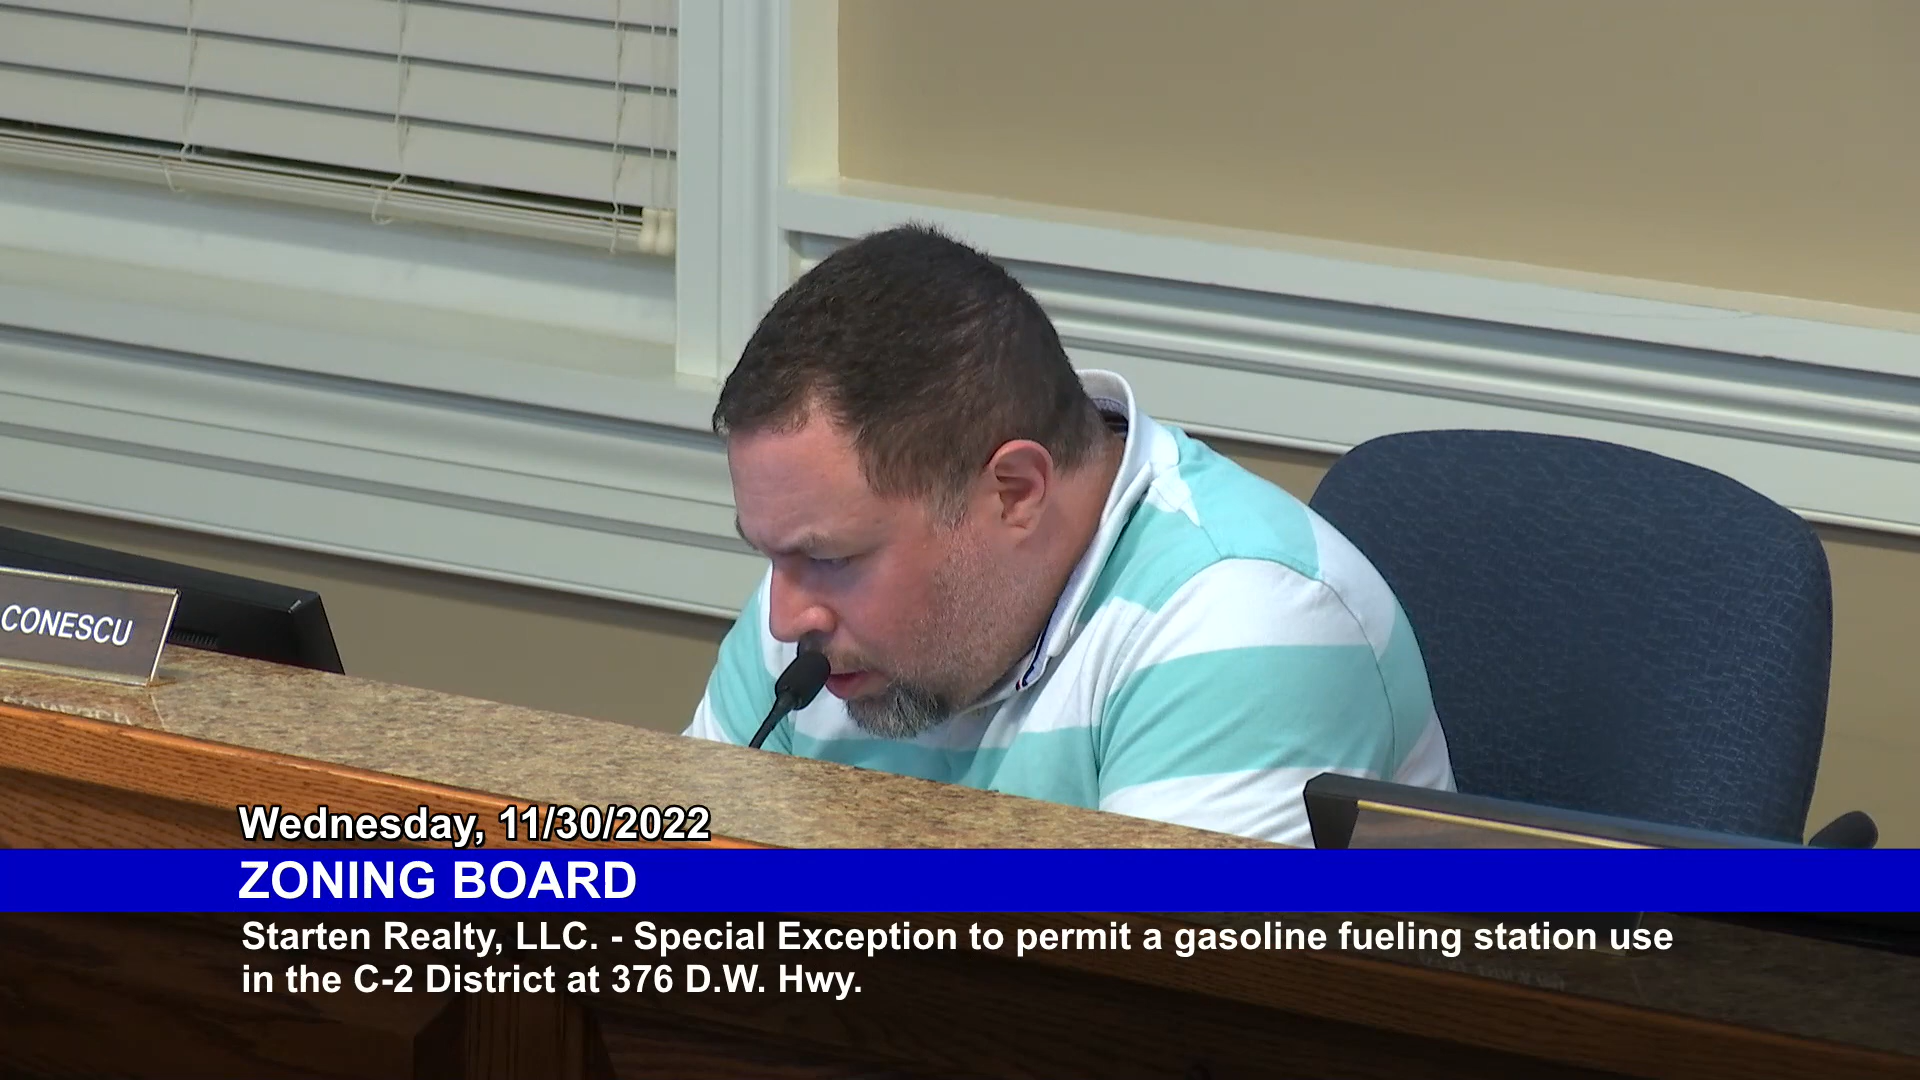 CONESCU
Wednesday, 11/30/2022
ZONING BOARD
Starten Realty, LLC. - Special Exception to permit a gasoline fueling station use
in the C-2 District at 376 D.W. Hwy.